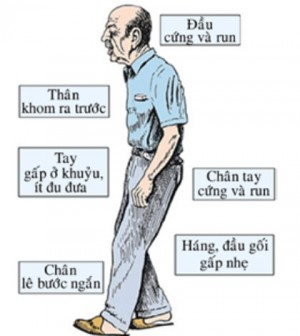 Đầu
cứng và run
Thân
khom ra trước
Tay
gấp ở khuỷu,
ít đu đưa
Chân tay
cứng và run
Háng, đầu gối
gấp nhẹ
Chân
lê bước ngắn